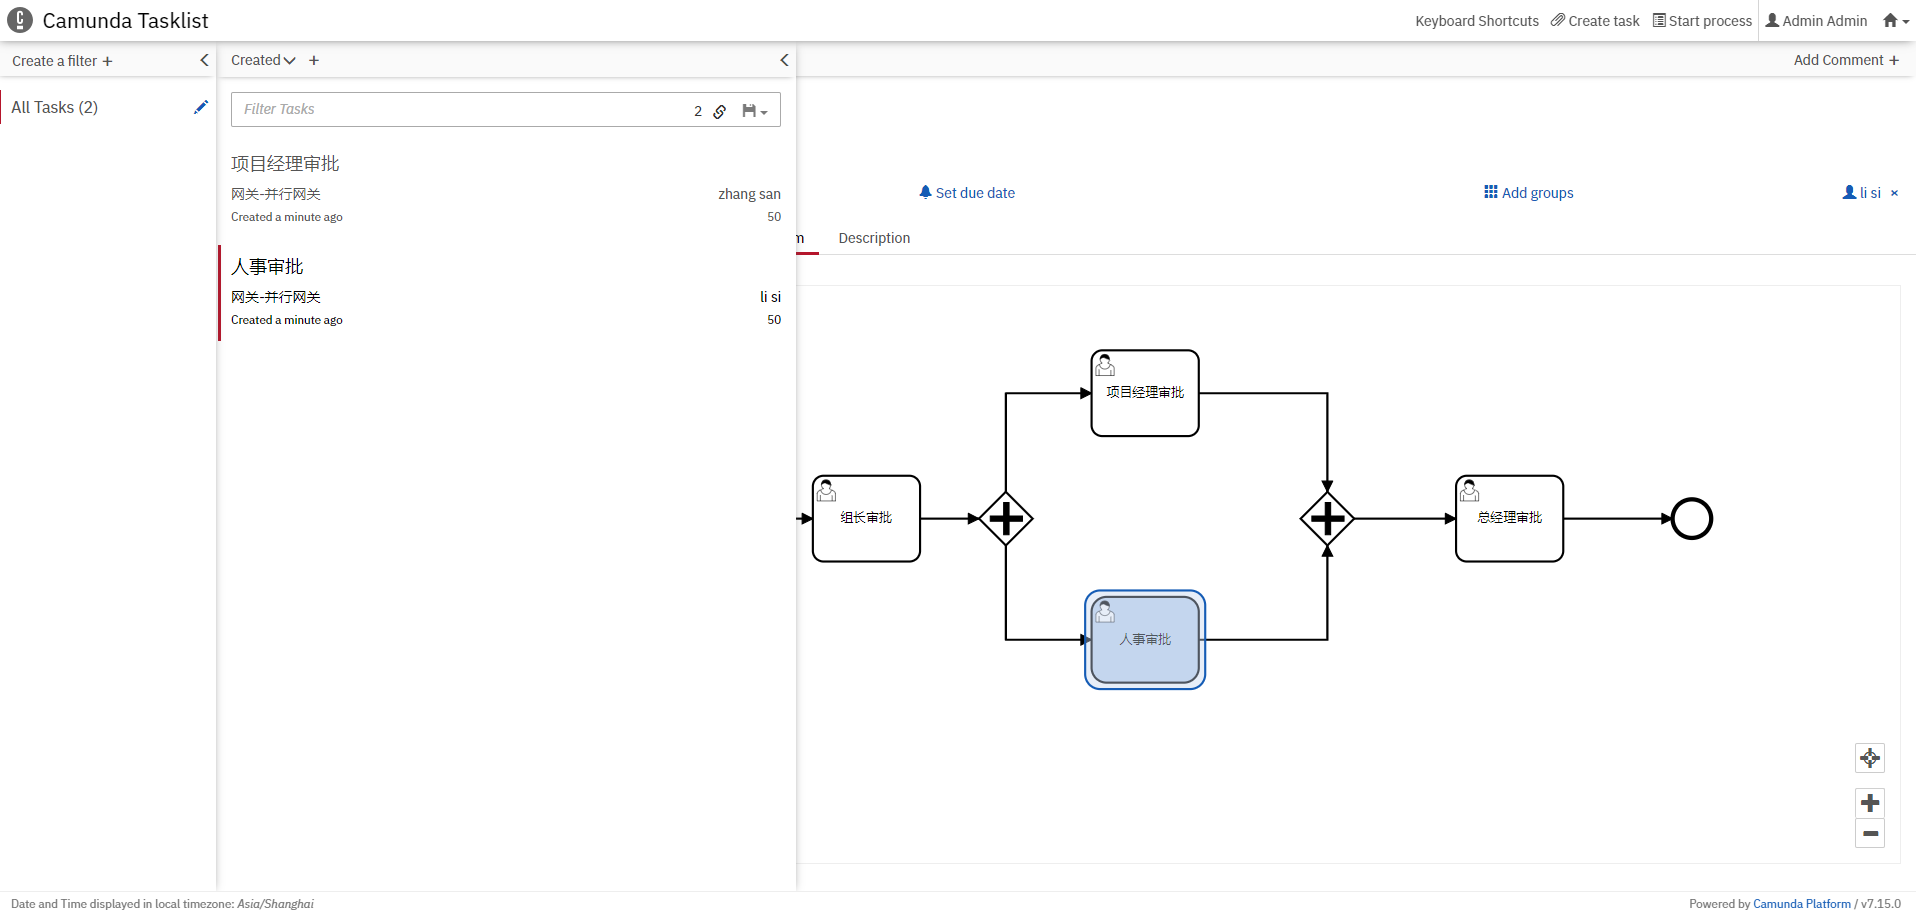 Camunda Tasklist
Keyboard Shortcuts Create task Start process Admin Admin
Create a filter +
Created +
Add Comment +
All Tasks (2)
Filter Tasks 2
项目经理审批
网关-并行网关 zhang san
Created a minute ago 50
人事审批
网关-并行网关 li si
Created a minute ago 50
Set due date
Add groups
li si ×
m Description
项目经理审批
组长审批
总经理审批
人事审批
Date and Time displayed in local timezone: Asia/Shanghai
Powered by Camunda Platform / v7.15.0